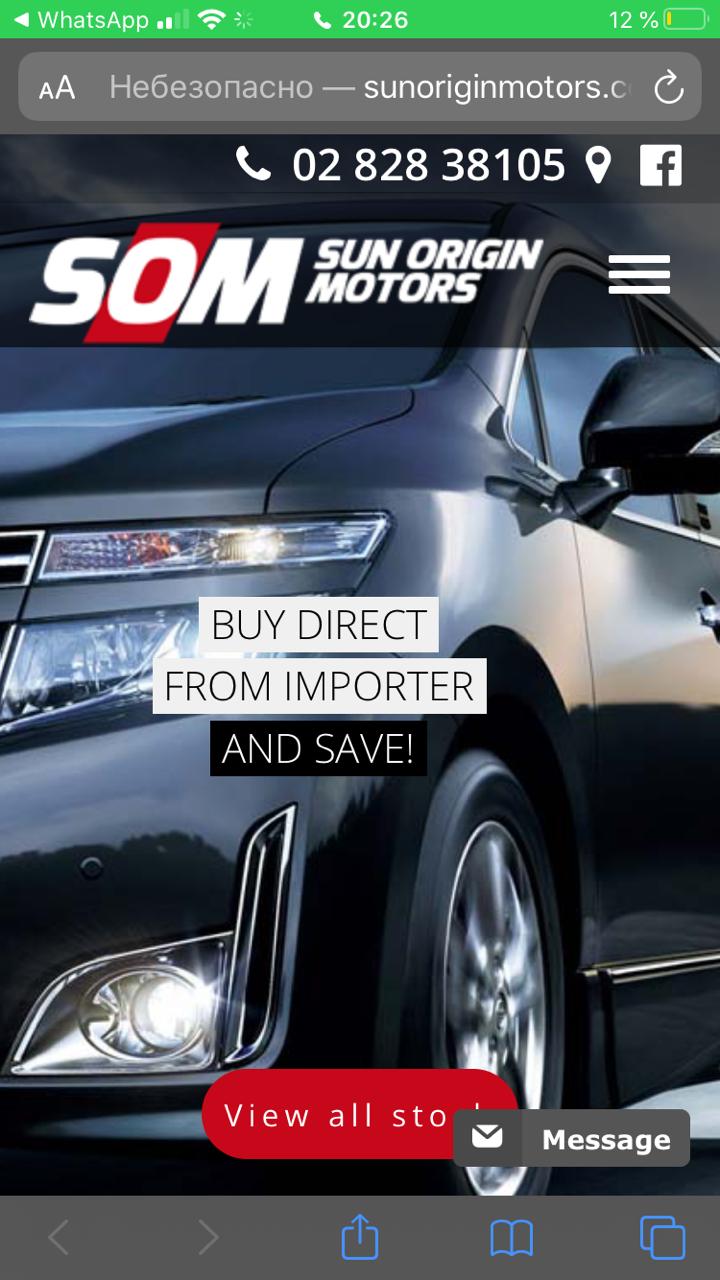 WhatsApp 20:26 12 %
AA Небезопасно — sunoriginmotors.c
02 828 38105
SOM SUN ORIGIN
MOTORS
BUY DIRECT
FROM IMPORTER
AND SAVE!
View all sto
Message